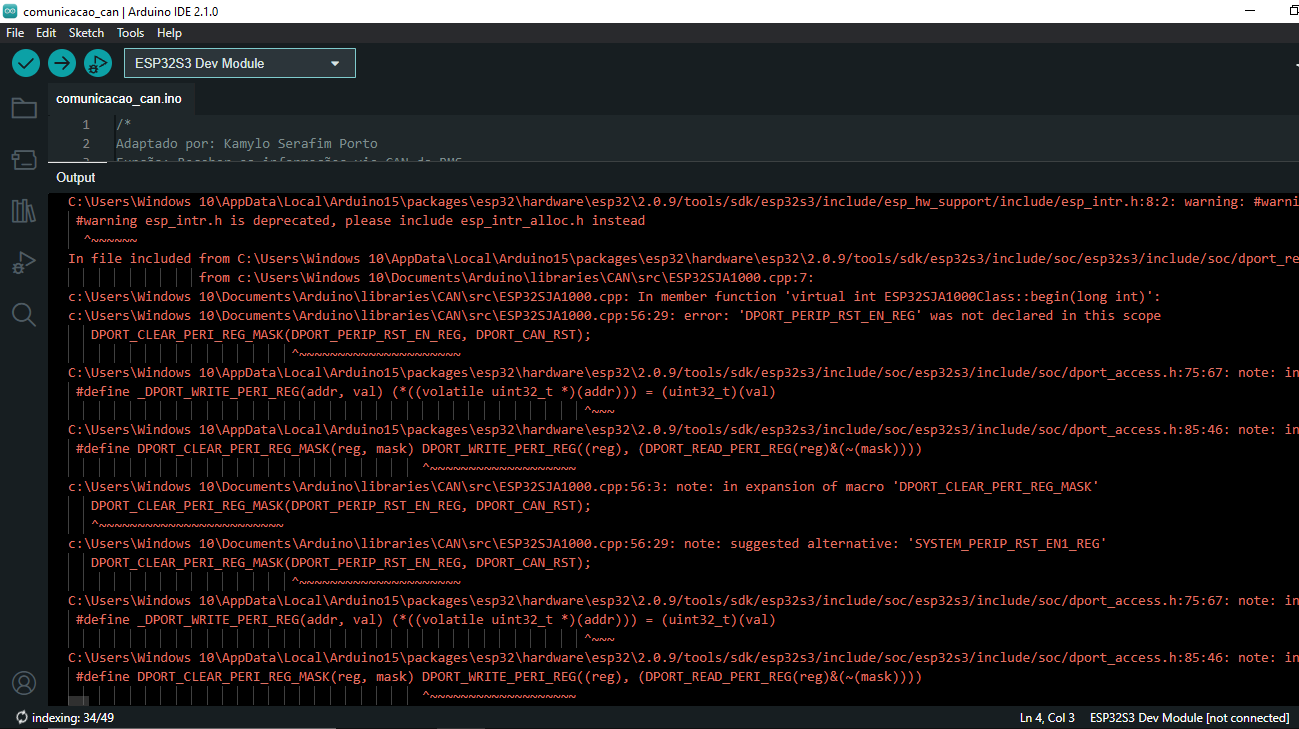 comunicacao_can | Arduino IDE 2.1.0
File Edit Sketch Tools Help
ESP32S3 Dev Module
comunicacao_can.ino
1 /*
2 Adaptado por: Kamylo Serafim Porto
Output
C:\Users\Windows 10\AppData\Local\Arduino15\packages\esp32\hardware\esp32\2.0.9/tools/sdk/esp32s3/include/esp_hw_support/include/esp_intr.h:8:2: warning: #warni
#warning esp_intr.h is deprecated, please include esp_intr_alloc.h instead
^~~~~~~
In file included from C:\Users\Windows 10\AppData\Local\Arduino15\packages\esp32\hardware\esp32\2.0.9/tools/sdk/esp32s3/include/soc/esp32s3/include/soc/dport_re
from c:\Users\Windows 10\Documents\Arduino\libraries\CAN\src\ESP32SJA1000.cpp:7:
c:\Users\Windows 10\Documents\Arduino\libraries\CAN\src\ESP32SJA1000.cpp: In member function 'virtual int ESP32SJA1000Class::begin(long int)':
c:\Users\Windows 10\Documents\Arduino\libraries\CAN\src\ESP32SJA1000.cpp:56:29: error: 'DPORT_PERIP_RST_EN_REG' was not declared in this scope
DPORT_CLEAR_PERI_REG_MASK(DPORT_PERIP_RST_EN_REG, DPORT_CAN_RST);
^~~~~~~~~~~~~~~~~~~~~~
C:\Users\Windows 10\AppData\Local\Arduino15\packages\esp32\hardware\esp32\2.0.9/tools/sdk/esp32s3/include/soc/esp32s3/include/soc/dport_access.h:75:67: note: in
#define _DPORT_WRITE_PERI_REG(addr, val) (*((volatile uint32_t *)(addr))) = (uint32_t)(val)
^~~~
C:\Users\Windows 10\AppData\Local\Arduino15\packages\esp32\hardware\esp32\2.0.9/tools/sdk/esp32s3/include/soc/esp32s3/include/soc/dport_access.h:85:46: note: in
#define DPORT_CLEAR_PERI_REG_MASK(reg, mask) DPORT_WRITE_PERI_REG((reg), (DPORT_READ_PERI_REG(reg)&(~(mask))))
^~~~~~~~~~~~~~~~~~~~
c:\Users\Windows 10\Documents\Arduino\libraries\CAN\src\ESP32SJA1000.cpp:56:3: note: in expansion of macro 'DPORT_CLEAR_PERI_REG_MASK'
DPORT_CLEAR_PERI_REG_MASK(DPORT_PERIP_RST_EN_REG, DPORT_CAN_RST);
^~~~~~~~~~~~~~~~~~~~~~~~~
c:\Users\Windows 10\Documents\Arduino\libraries\CAN\src\ESP32SJA1000.cpp:56:29: note: suggested alternative: 'SYSTEM_PERIP_RST_EN1_REG'
DPORT_CLEAR_PERI_REG_MASK(DPORT_PERIP_RST_EN_REG, DPORT_CAN_RST);
^~~~~~~~~~~~~~~~~~~~~~
C:\Users\Windows 10\AppData\Local\Arduino15\packages\esp32\hardware\esp32\2.0.9/tools/sdk/esp32s3/include/soc/esp32s3/include/soc/dport_access.h:75:67: note: in
#define _DPORT_WRITE_PERI_REG(addr, val) (*((volatile uint32_t *)(addr))) = (uint32_t)(val)
^~~~
C:\Users\Windows 10\AppData\Local\Arduino15\packages\esp32\hardware\esp32\2.0.9/tools/sdk/esp32s3/include/soc/esp32s3/include/soc/dport_access.h:85:46: note: in
#define DPORT_CLEAR_PERI_REG_MASK(reg, mask) DPORT_WRITE_PERI_REG((reg), (DPORT_READ_PERI_REG(reg)&(~(mask))))
^~~~~~~~~~~~~~~~~~~~
indexing: 34/49
Ln 4, Col 3 ESP32S3 Dev Module [not connected]